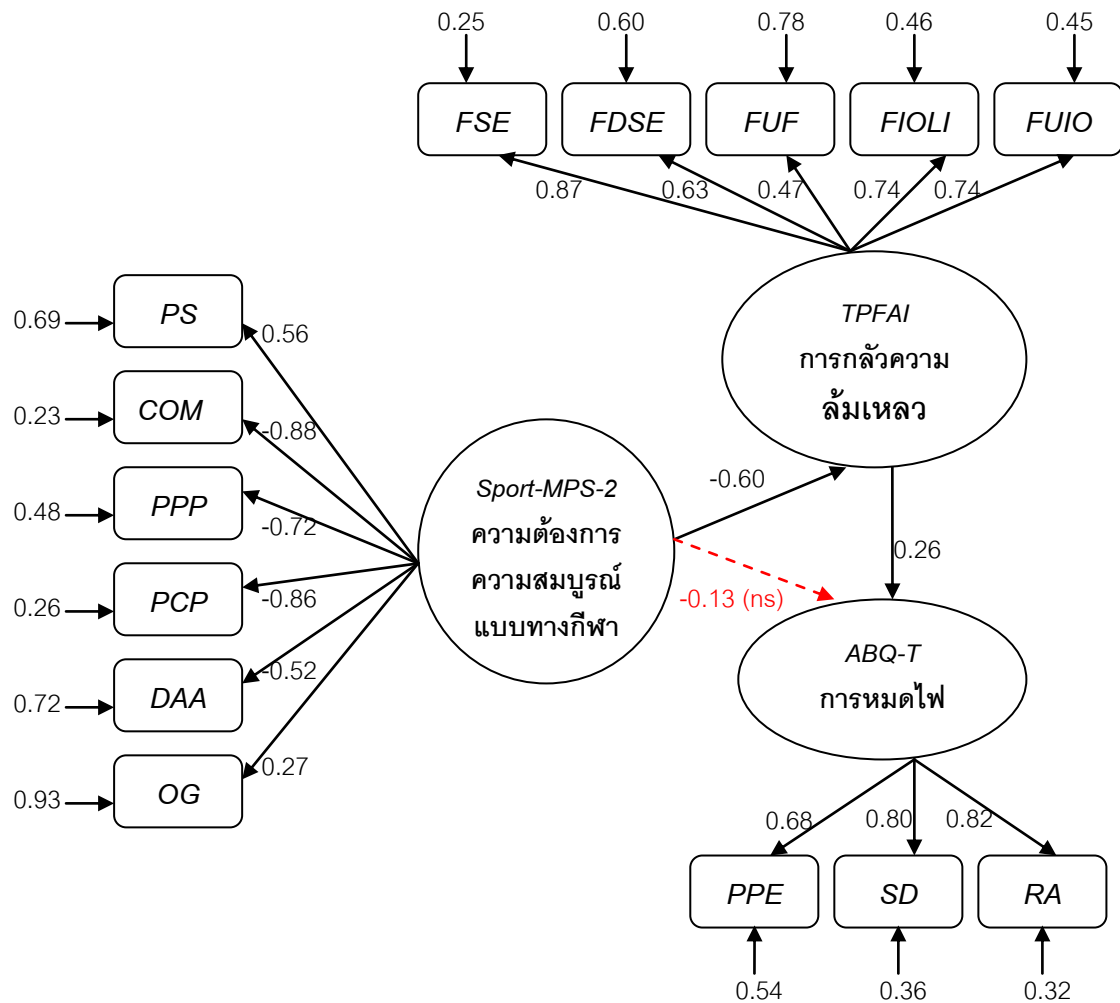 0.25 0.60 0.78 0.46 0.45
FSE FDSE FUF FIOLI FUIO
0.87 0.63 0.47 0.74 0.74
TPFAI
การกลัวความ
ล้มเหลว
0.69 PS 0.56
0.23 COM -0.88
0.48 PPP -0.72
0.26 PCP -0.86
0.72 DAA -0.52
0.93 OG 0.27
Sport-MPS-2
ความต้องการ
ความสมบูรณ์
แบบทางกีฬา
-0.60
0.26
-0.13 (ns)
ABQ-T
การหมดไฟ
0.68 0.80 0.82
PPE SD RA
0.54 0.36 0.32